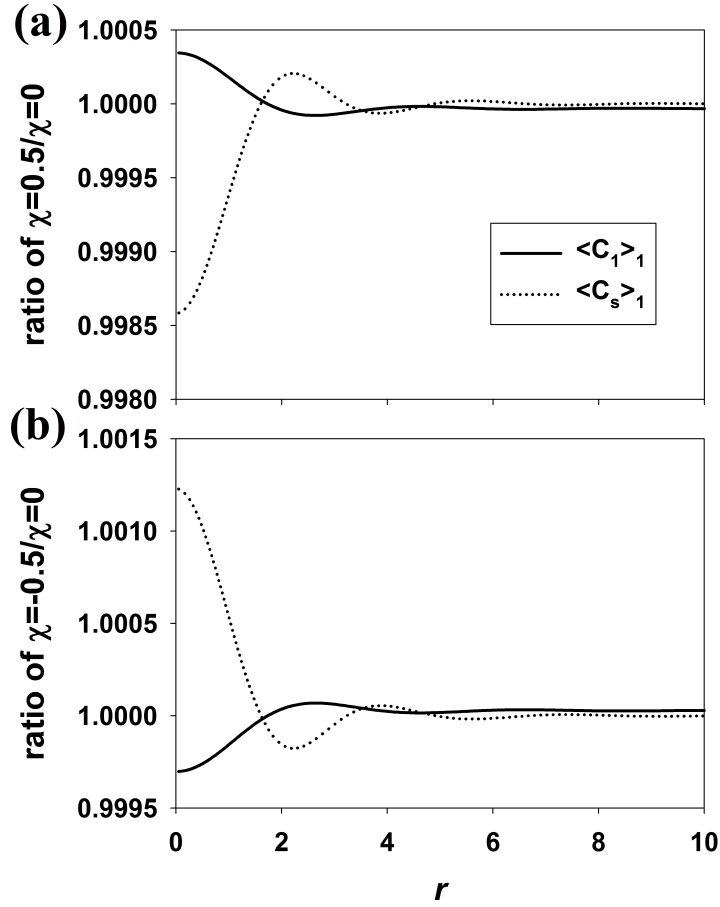 (a)
1.0005
1.0000
0.9995
0.9990
0.9985
0.9980
ratio of χ=0.5/χ=0
<C₁>₁
<Cₛ>₁
(b)
1.0015
1.0010
1.0005
1.0000
0.9995
ratio of χ=-0.5/χ=0
0 2 4 6 8 10
r